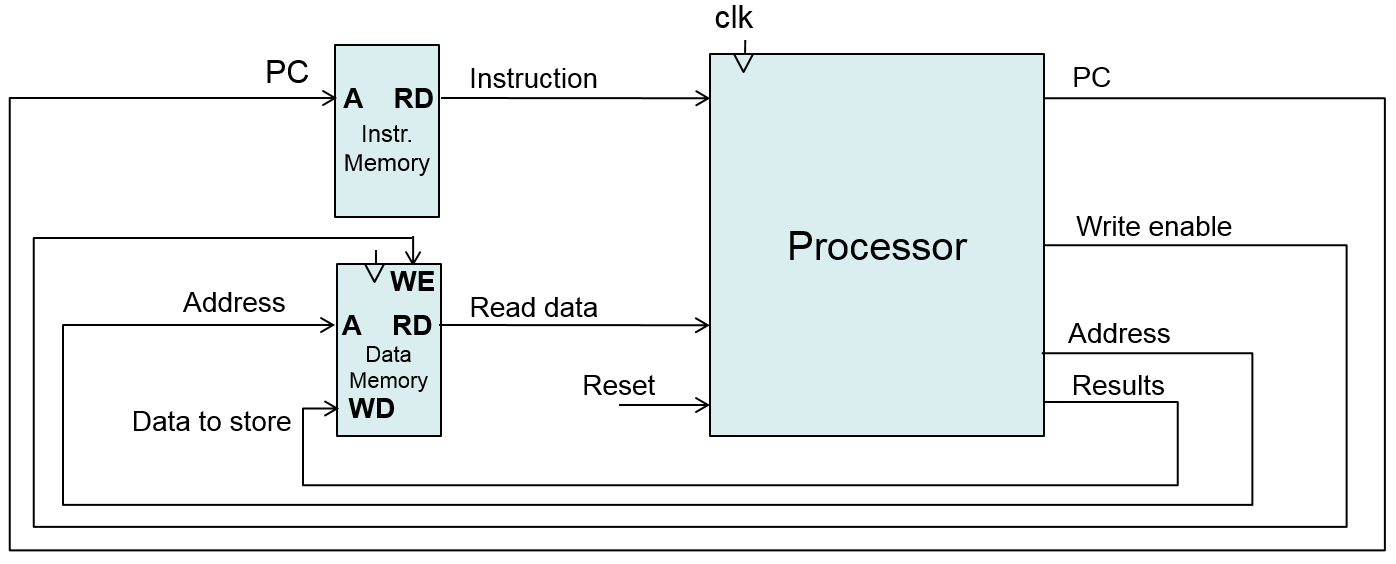 clk
PC
Instruction
PC
A RD
Instr.
Memory
Write enable
Processor
WE
Address
Read data
A RD
Address
Data
Memory
Reset
Results
WD
Data to store